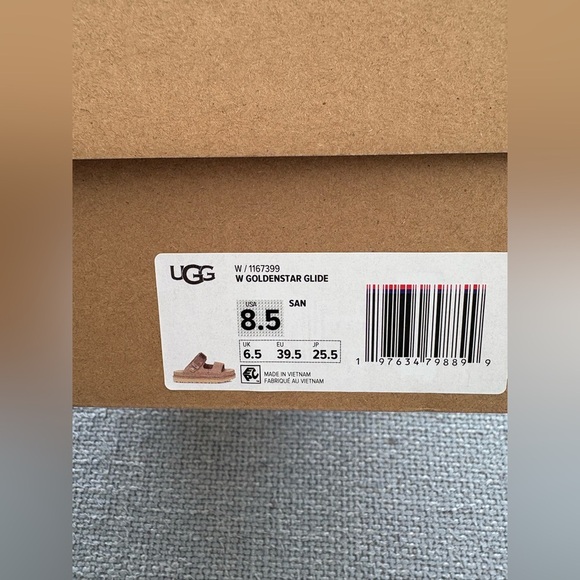 UGG
W / 1167399
W GOLDENSTAR GLIDE
USA
8.5
SAN
UK EU JP
6.5 39.5 25.5
MADE IN VIETNAM
FABRIQUÉ AU VIETNAM
1 97634 79889 9